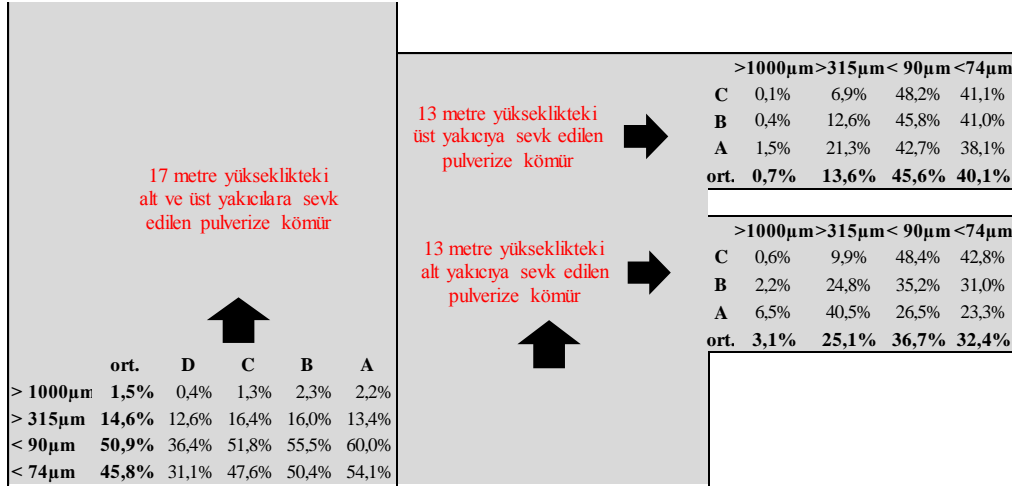 17 metre yükseklikteki
alt ve üst yakıcılara sevk
edilen pulverize kömür
ort. D C B A
> 1000µm 1,5% 0,4% 1,3% 2,3% 2,2%
> 315µm 14,6% 12,6% 16,4% 16,0% 13,4%
< 90µm 50,9% 36,4% 51,8% 55,5% 60,0%
< 74µm 45,8% 31,1% 47,6% 50,4% 54,1%
13 metre yükseklikteki
üst yakıcıya sevk edilen
pulverize kömür
>1000µm >315µm < 90µm <74µm
C 0,1% 6,9% 48,2% 41,1%
B 0,4% 12,6% 45,8% 41,0%
A 1,5% 21,3% 42,7% 38,1%
ort. 0,7% 13,6% 45,6% 40,1%
13 metre yükseklikteki
alt yakıcıya sevk edilen
pulverize kömür
>1000µm >315µm < 90µm <74µm
C 0,6% 9,9% 48,4% 42,8%
B 2,2% 24,8% 35,2% 31,0%
A 6,5% 40,5% 26,5% 23,3%
ort. 3,1% 25,1% 36,7% 32,4%